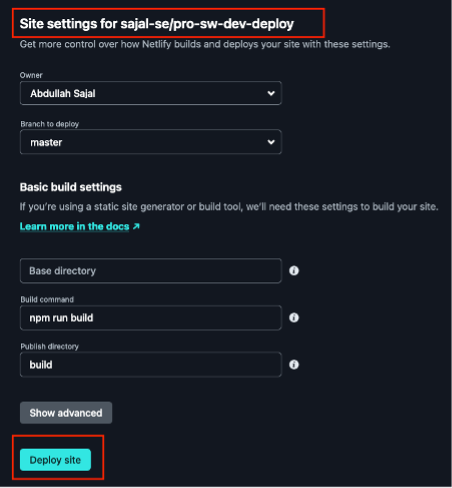 Site settings for sajal-se/pro-sw-dev-deploy
Get more control over how Netlify builds and deploys your site with these settings.
Owner
Abdullah Sajal
Branch to deploy
master
Basic build settings
If you're using a static site generator or build tool, we'll need these settings to build your site.
Learn more in the docs ↗
Base directory
Build command
npm run build
Publish directory
build
Show advanced
Deploy site